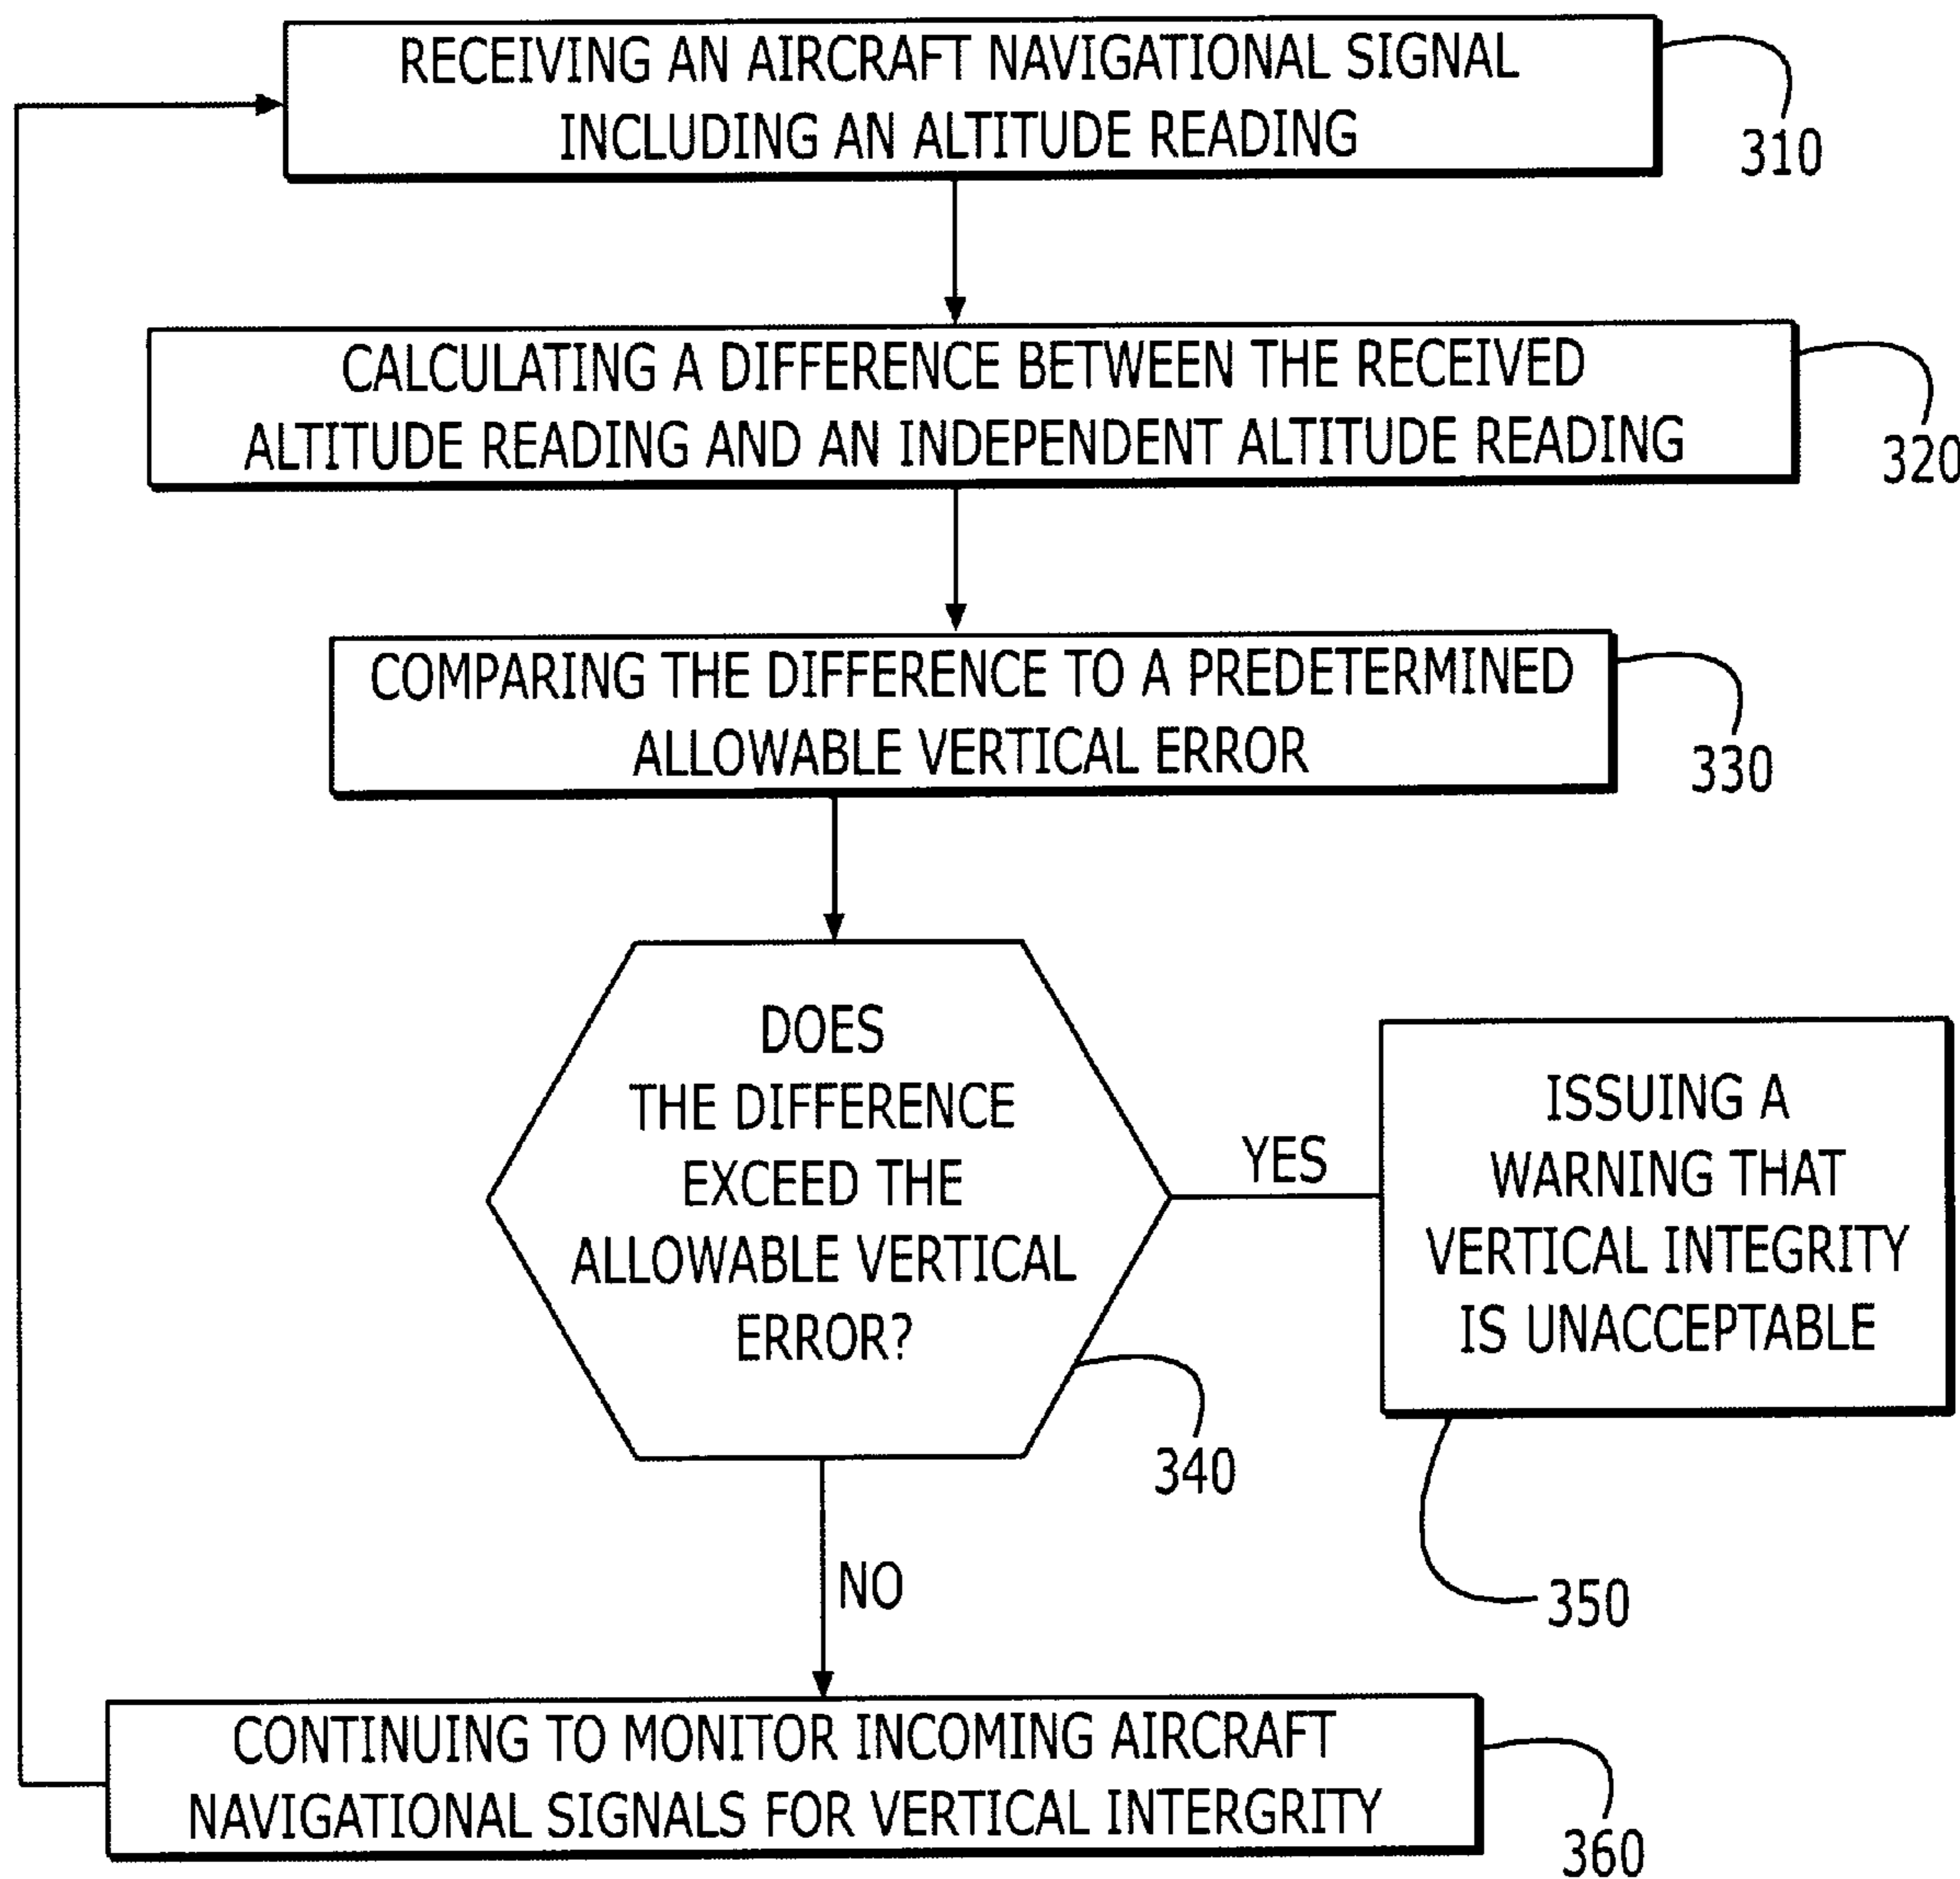 RECEIVING AN AIRCRAFT NAVIGATIONAL SIGNAL
INCLUDING AN ALTITUDE READING
310
CALCULATING A DIFFERENCE BETWEEN THE RECEIVED
ALTITUDE READING AND AN INDEPENDENT ALTITUDE READING
320
COMPARING THE DIFFERENCE TO A PREDETERMINED
ALLOWABLE VERTICAL ERROR
330
DOES
THE DIFFERENCE
EXCEED THE
ALLOWABLE VERTICAL
ERROR?
340
YES
ISSUING A
WARNING THAT
VERTICAL INTEGRITY
IS UNACCEPTABLE
350
NO
CONTINUING TO MONITOR INCOMING AIRCRAFT
NAVIGATIONAL SIGNALS FOR VERTICAL INTERGRITY
360